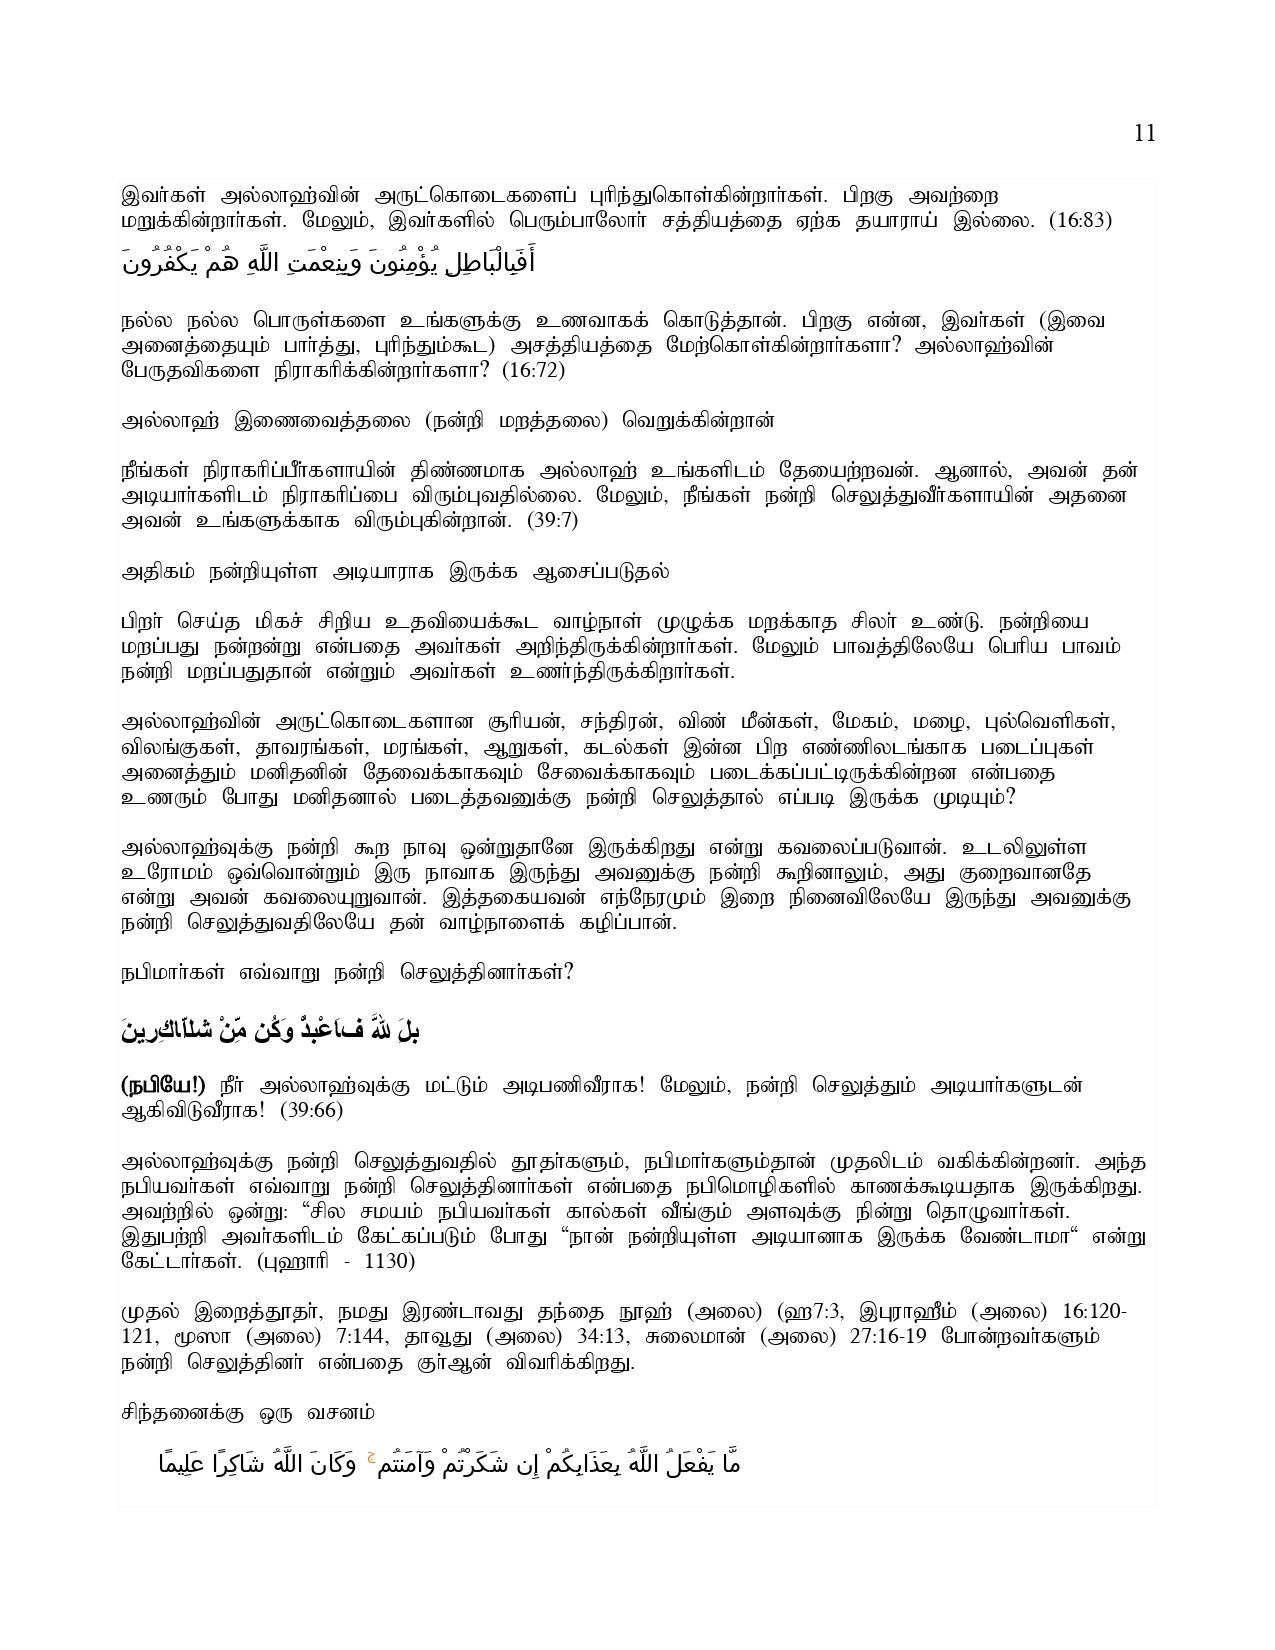 11
இவர்கள் அல்லாஹ்வின் அருட்கொடைகளைப் புரிந்துகொள்கின்றார்கள். பிறகு அவற்றை
மறுக்கின்றார்கள். மேலும், இவர்களில் பெரும்பாலோர் சத்தியத்தை ஏற்க தயாராய் இல்லை. (16:83)
أَفَبِالْبَاطِلِ يُؤْمِنُونَ وَبِنِعْمَتِ اللَّهِ هُمْ يَكْفُرُونَ
நல்ல நல்ல பொருள்களை உங்களுக்கு உணவாகக் கொடுத்தான். பிறகு என்ன, இவர்கள் (இவை
அனைத்தையும் பார்த்து, புரிந்தும்கூட) அசத்தியத்தை மேற்கொள்கின்றார்களா? அல்லாஹ்வின்
பேருதவிகளை நிராகரிக்கின்றார்களா? (16:72)
அல்லாஹ் இணைவைத்தலை (நன்றி மறத்தலை) வெறுக்கின்றான்
நீங்கள் நிராகரிப்பீர்களாயின் திண்ணமாக அல்லாஹ் உங்களிடம் தேவையற்றவன். ஆனால், அவன் தன்
அடியார்களிடம் நிராகரிப்பை விரும்புவதில்லை. மேலும், நீங்கள் நன்றி செலுத்துவீர்களாயின் அதனை
அவன் உங்களுக்காக விரும்புகின்றான். (39:7)
அதிகம் நன்றியுள்ள அடியாராக இருக்க ஆசைப்படுதல்
பிறர் செய்த மிகச் சிறிய உதவியைக்கூட வாழ்நாள் முழுக்க மறக்காத சிலர் உண்டு. நன்றியை
மறப்பது நன்றன்று என்பதை அவர்கள் அறிந்திருக்கின்றார்கள். மேலும் பாவத்திலேயே பெரிய பாவம்
நன்றி மறப்பதுதான் என்றும் அவர்கள் உணர்ந்திருக்கிறார்கள்.
அல்லாஹ்வின் அருட்கொடைகளான சூரியன், சந்திரன், விண் மீன்கள், மேகம், மழை, புல்வெளிகள்,
விலங்குகள், தாவரங்கள், மரங்கள், ஆறுகள், கடல்கள் இன்ன பிற எண்ணிலடங்காக படைப்புகள்
அனைத்தும் மனிதனின் தேவைக்காகவும் சேவைக்காகவும் படைக்கப்பட்டிருக்கின்றன என்பதை
உணரும் போது மனிதனால் படைத்தவனுக்கு நன்றி செலுத்தால் எப்படி இருக்க முடியும்?
அல்லாஹ்வுக்கு நன்றி கூற நாவு ஒன்றுதானே இருக்கிறது என்று கவலைப்படுவான். உடலிலுள்ள
உரோமம் ஒவ்வொன்றும் இரு நாவாக இருந்து அவனுக்கு நன்றி கூறினாலும், அது குறைவானதே
என்று அவன் கவலையுறுவான். இத்தகையவன் எந்நேரமும் இறை நினைவிலேயே இருந்து அவனுக்கு
நன்றி செலுத்துவதிலேயே தன் வாழ்நாளைக் கழிப்பான்.
நபிமார்கள் எவ்வாறு நன்றி செலுத்தினார்கள்?
(நபியே!) நீர் அல்லாஹ்வுக்கு மட்டும் அடிபணிவீராக! மேலும், நன்றி செலுத்தும் அடியார்களுடன்
ஆகிவிடுவீராக! (39:66)
அல்லாஹ்வுக்கு நன்றி செலுத்துவதில் தூதர்களும், நபிமார்களும்தான் முதலிடம் வகிக்கின்றனர். அந்த
நபியவர்கள் எவ்வாறு நன்றி செலுத்தினார்கள் என்பதை நபிமொழிகளில் காணக்கூடியதாக இருக்கிறது.
அவற்றில் ஒன்று: “சில சமயம் நபியவர்கள் கால்கள் வீங்கும் அளவுக்கு நின்று தொழுவார்கள்.
இதுபற்றி அவர்களிடம் கேட்கப்படும் போது “நான் நன்றியுள்ள அடியானாக இருக்க வேண்டாமா“ என்று
கேட்டார்கள். (புஹாரி - 1130)
முதல் இறைத்தூதர், நமது இரண்டாவது தந்தை நூஹ் (அலை) (ஹ7:3, இபுராஹீம் (அலை) 16:120-
121, மூஸா (அலை) 7:144, தாவூது (அலை) 34:13, சுலைமான் (அலை) 27:16-19 போன்றவர்களும்
நன்றி செலுத்தினர் என்பதை குர்ஆன் விவரிக்கிறது.
சிந்தனைக்கு ஒரு வசனம்
مَّا يَفْعَلُ اللَّهُ بِعَذَابِكُمْ إِن شَكَرْتُمْ وَآمَنتُم ۚ وَكَانَ اللَّهُ شَاكِرًا عَلِيمًا